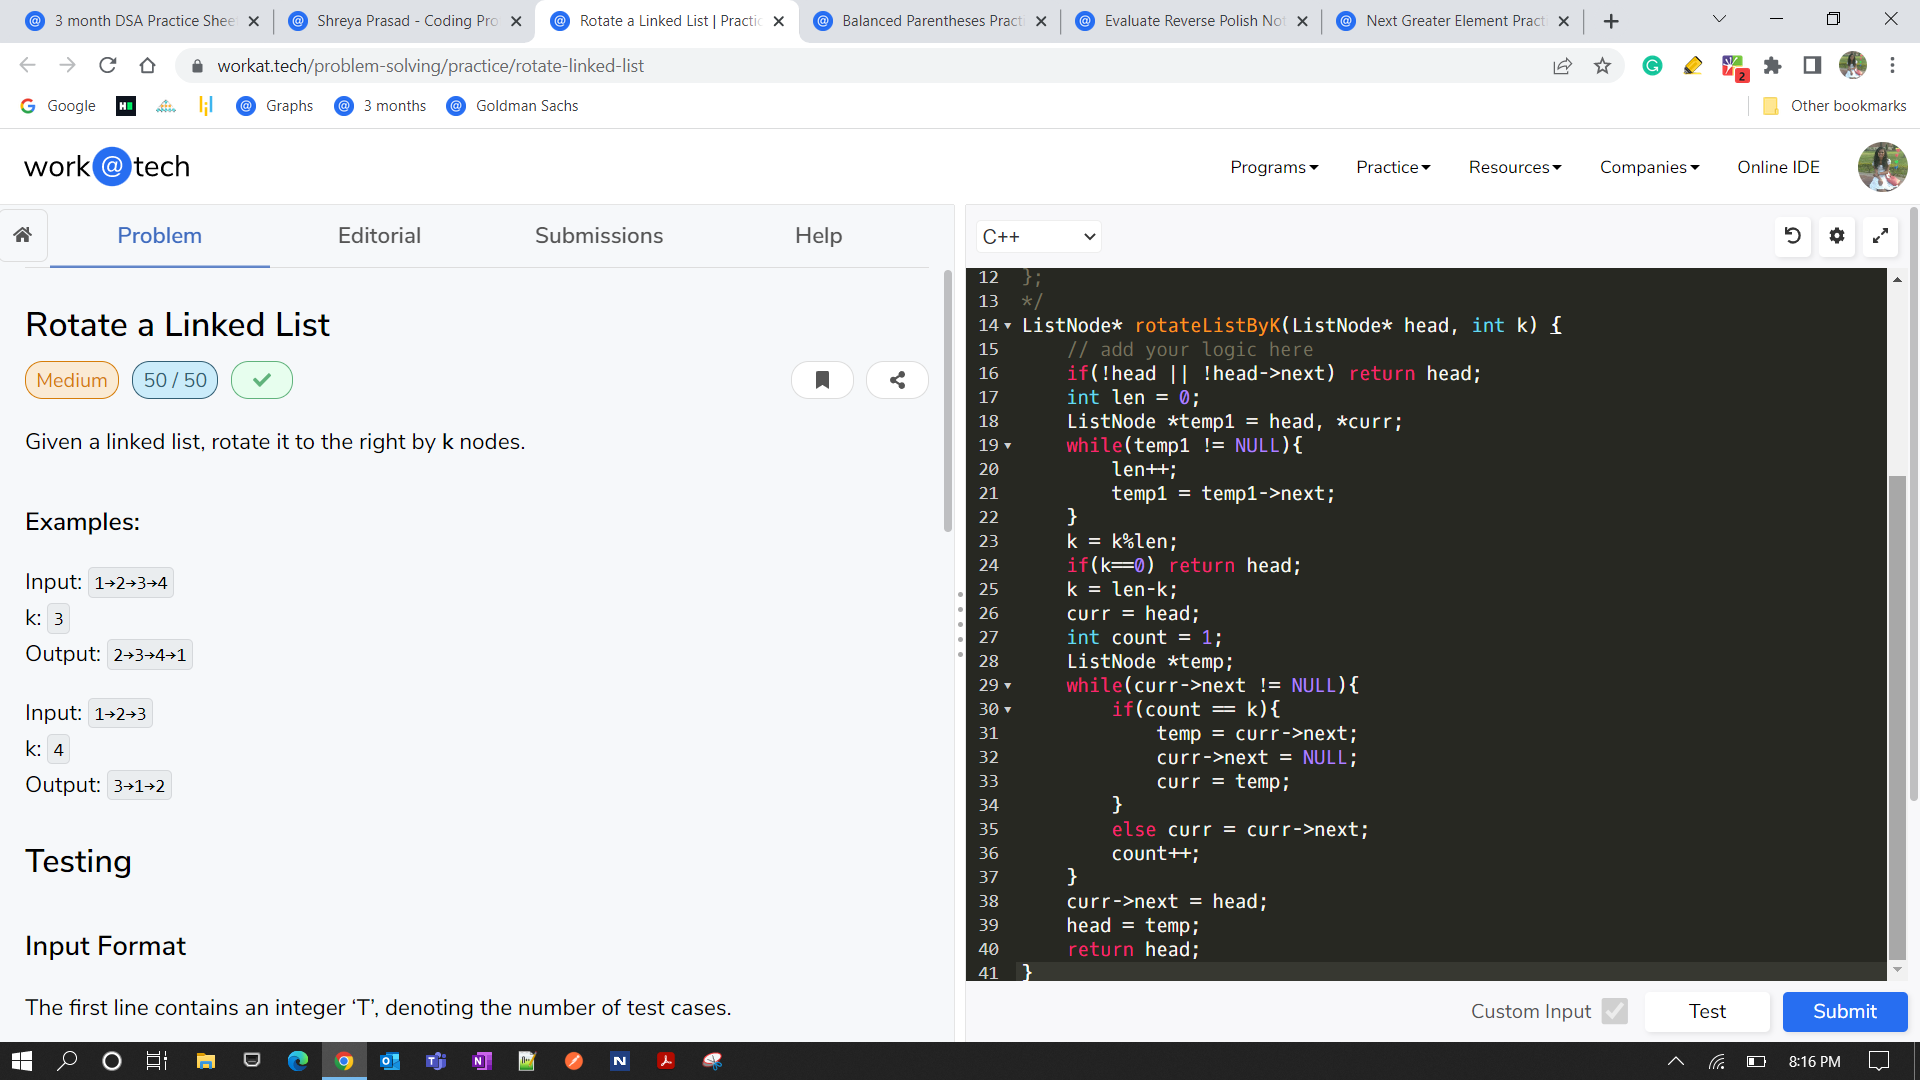 3 month DSA Practice Shee
Shreya Prasad - Coding Pro
Rotate a Linked List | Practic
Balanced Parentheses Practi
Evaluate Reverse Polish Not
Next Greater Element Practi
workat.tech/problem-solving/practice/rotate-linked-list
2
Google
Graphs
3 months
Goldman Sachs
Other bookmarks
work@tech
Programs
Practice
Resources
Companies
Online IDE
Problem
Editorial
Submissions
Help
C++
Rotate a Linked List
Medium
50 / 50
Given a linked list, rotate it to the right by k nodes.
Examples:
Input: 1→2→3→4
k: 3
Output: 2→3→4→1
Input: 1→2→3
k: 4
Output: 3→1→2
Testing
Input Format
The first line contains an integer ‘T’, denoting the number of test cases.
12 };
13 */
14 ListNode* rotateListByK(ListNode* head, int k) {
15 // add your logic here
16 if(!head || !head->next) return head;
17 int len = 0;
18 ListNode *temp1 = head, *curr;
19 while(temp1 != NULL){
20 len++;
21 temp1 = temp1->next;
22 }
23 k = k%len;
24 if(k==0) return head;
25 k = len-k;
26 curr = head;
27 int count = 1;
28 ListNode *temp;
29 while(curr->next != NULL){
30 if(count == k){
31 temp = curr->next;
32 curr->next = NULL;
33 curr = temp;
34 }
35 else curr = curr->next;
36 count++;
37 }
38 curr->next = head;
39 head = temp;
40 return head;
41 }
Custom Input
Test
Submit
8:16 PM